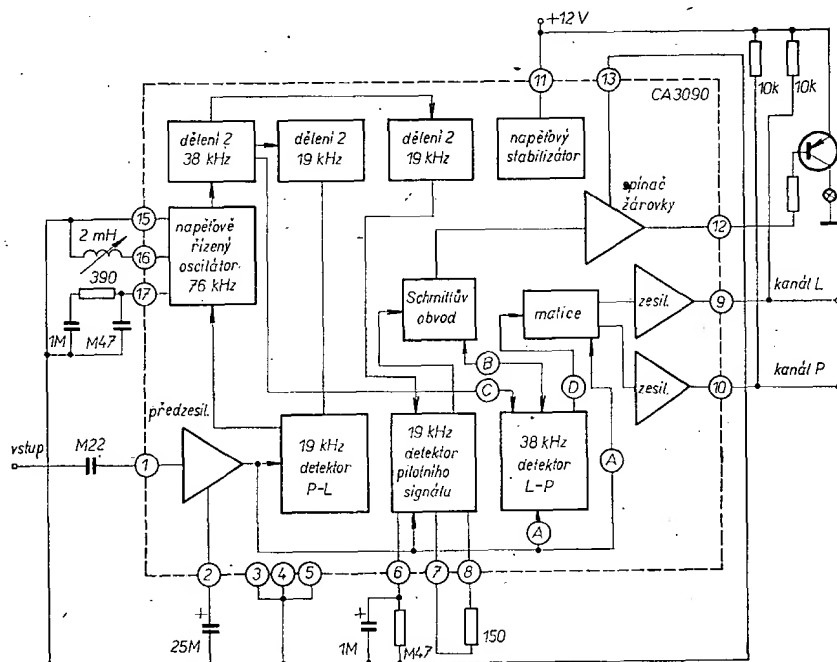 +12 V
11
13
10k
10k
CA3090
dělení 2
38 kHz
dělení 2
19 kHz
dělení 2
19 kHz
napěťový
stabilizátor
spínač
žárovky
12
15
2 mH
16
390
17
1M
M47
napěťově
řízený
oscilátor
76 kHz
Schmittův
obvod
matice
zesil.
9
kanál L
B
C
D
zesil.
10
kanál P
předzesil.
vstup
M22
1
19 kHz
detektor
P-L
19 kHz
detektor
pilotního
signálu
38 kHz
detektor
L-P
A
A
2
3
4
5
6
7
8
+
25M
+
1M
M47
150